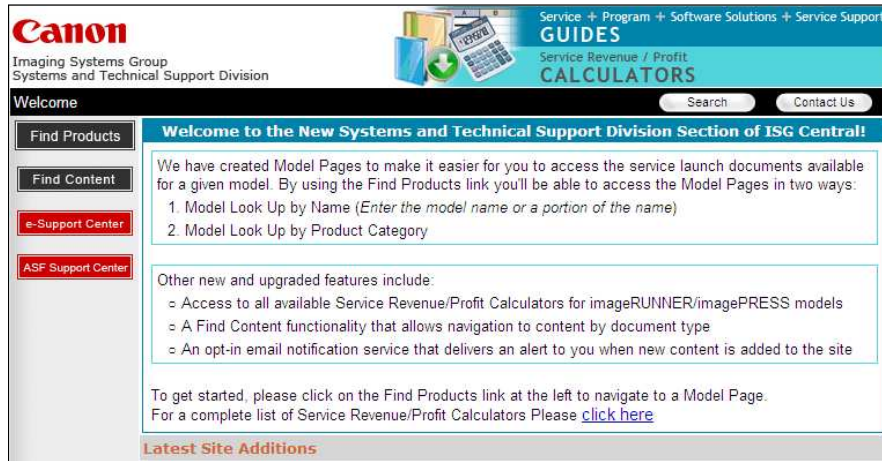 Canon
Imaging Systems Group
Systems and Technical Support Division
Service + Program + Software Solutions + Service Support
GUIDES
Service Revenue / Profit
CALCULATORS
Welcome
Search
Contact Us
Find Products
Find Content
e-Support Center
ASF Support Center
Welcome to the New Systems and Technical Support Division Section of ISG Central!
We have created Model Pages to make it easier for you to access the service launch documents available
for a given model. By using the Find Products link you'll be able to access the Model Pages in two ways:
1. Model Look Up by Name (Enter the model name or a portion of the name)
2. Model Look Up by Product Category
Other new and upgraded features include:
Access to all available Service Revenue/Profit Calculators for imageRUNNER/imagePRESS models
A Find Content functionality that allows navigation to content by document type
An opt-in email notification service that delivers an alert to you when new content is added to the site
To get started, please click on the Find Products link at the left to navigate to a Model Page.
For a complete list of Service Revenue/Profit Calculators Please click here
Latest Site Additions